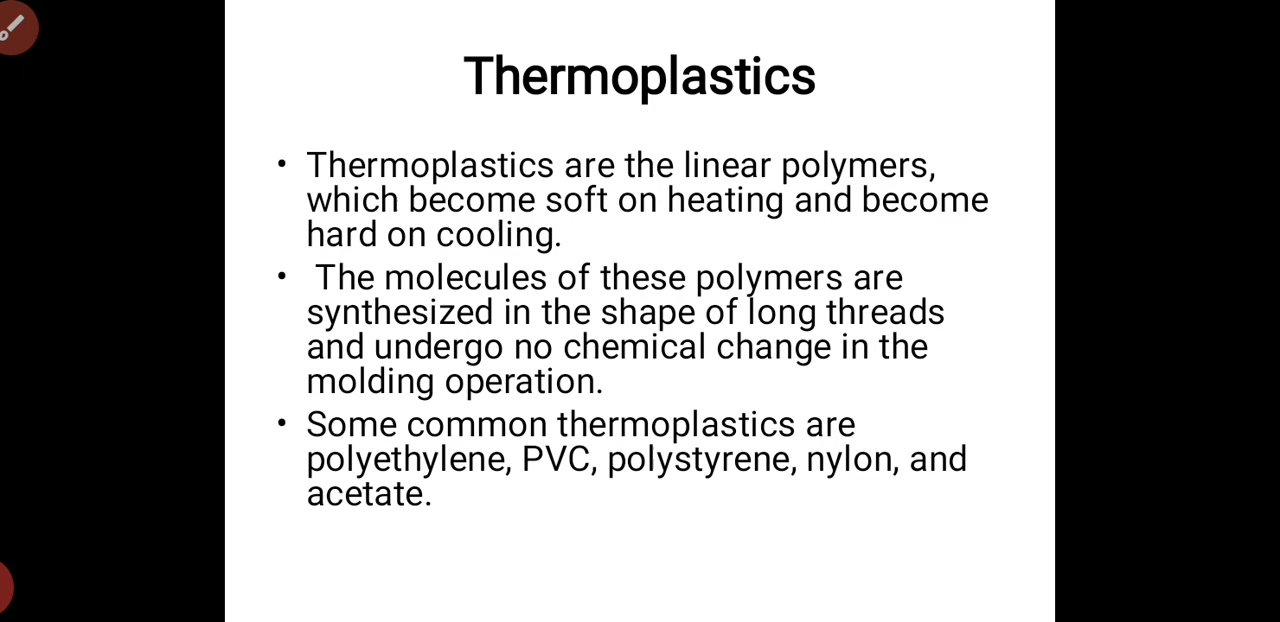 Thermoplastics
• Thermoplastics are the linear polymers,
which become soft on heating and become
hard on cooling.
• The molecules of these polymers are
synthesized in the shape of long threads
and undergo no chemical change in the
molding operation.
• Some common thermoplastics are
polyethylene, PVC, polystyrene, nylon, and
acetate.